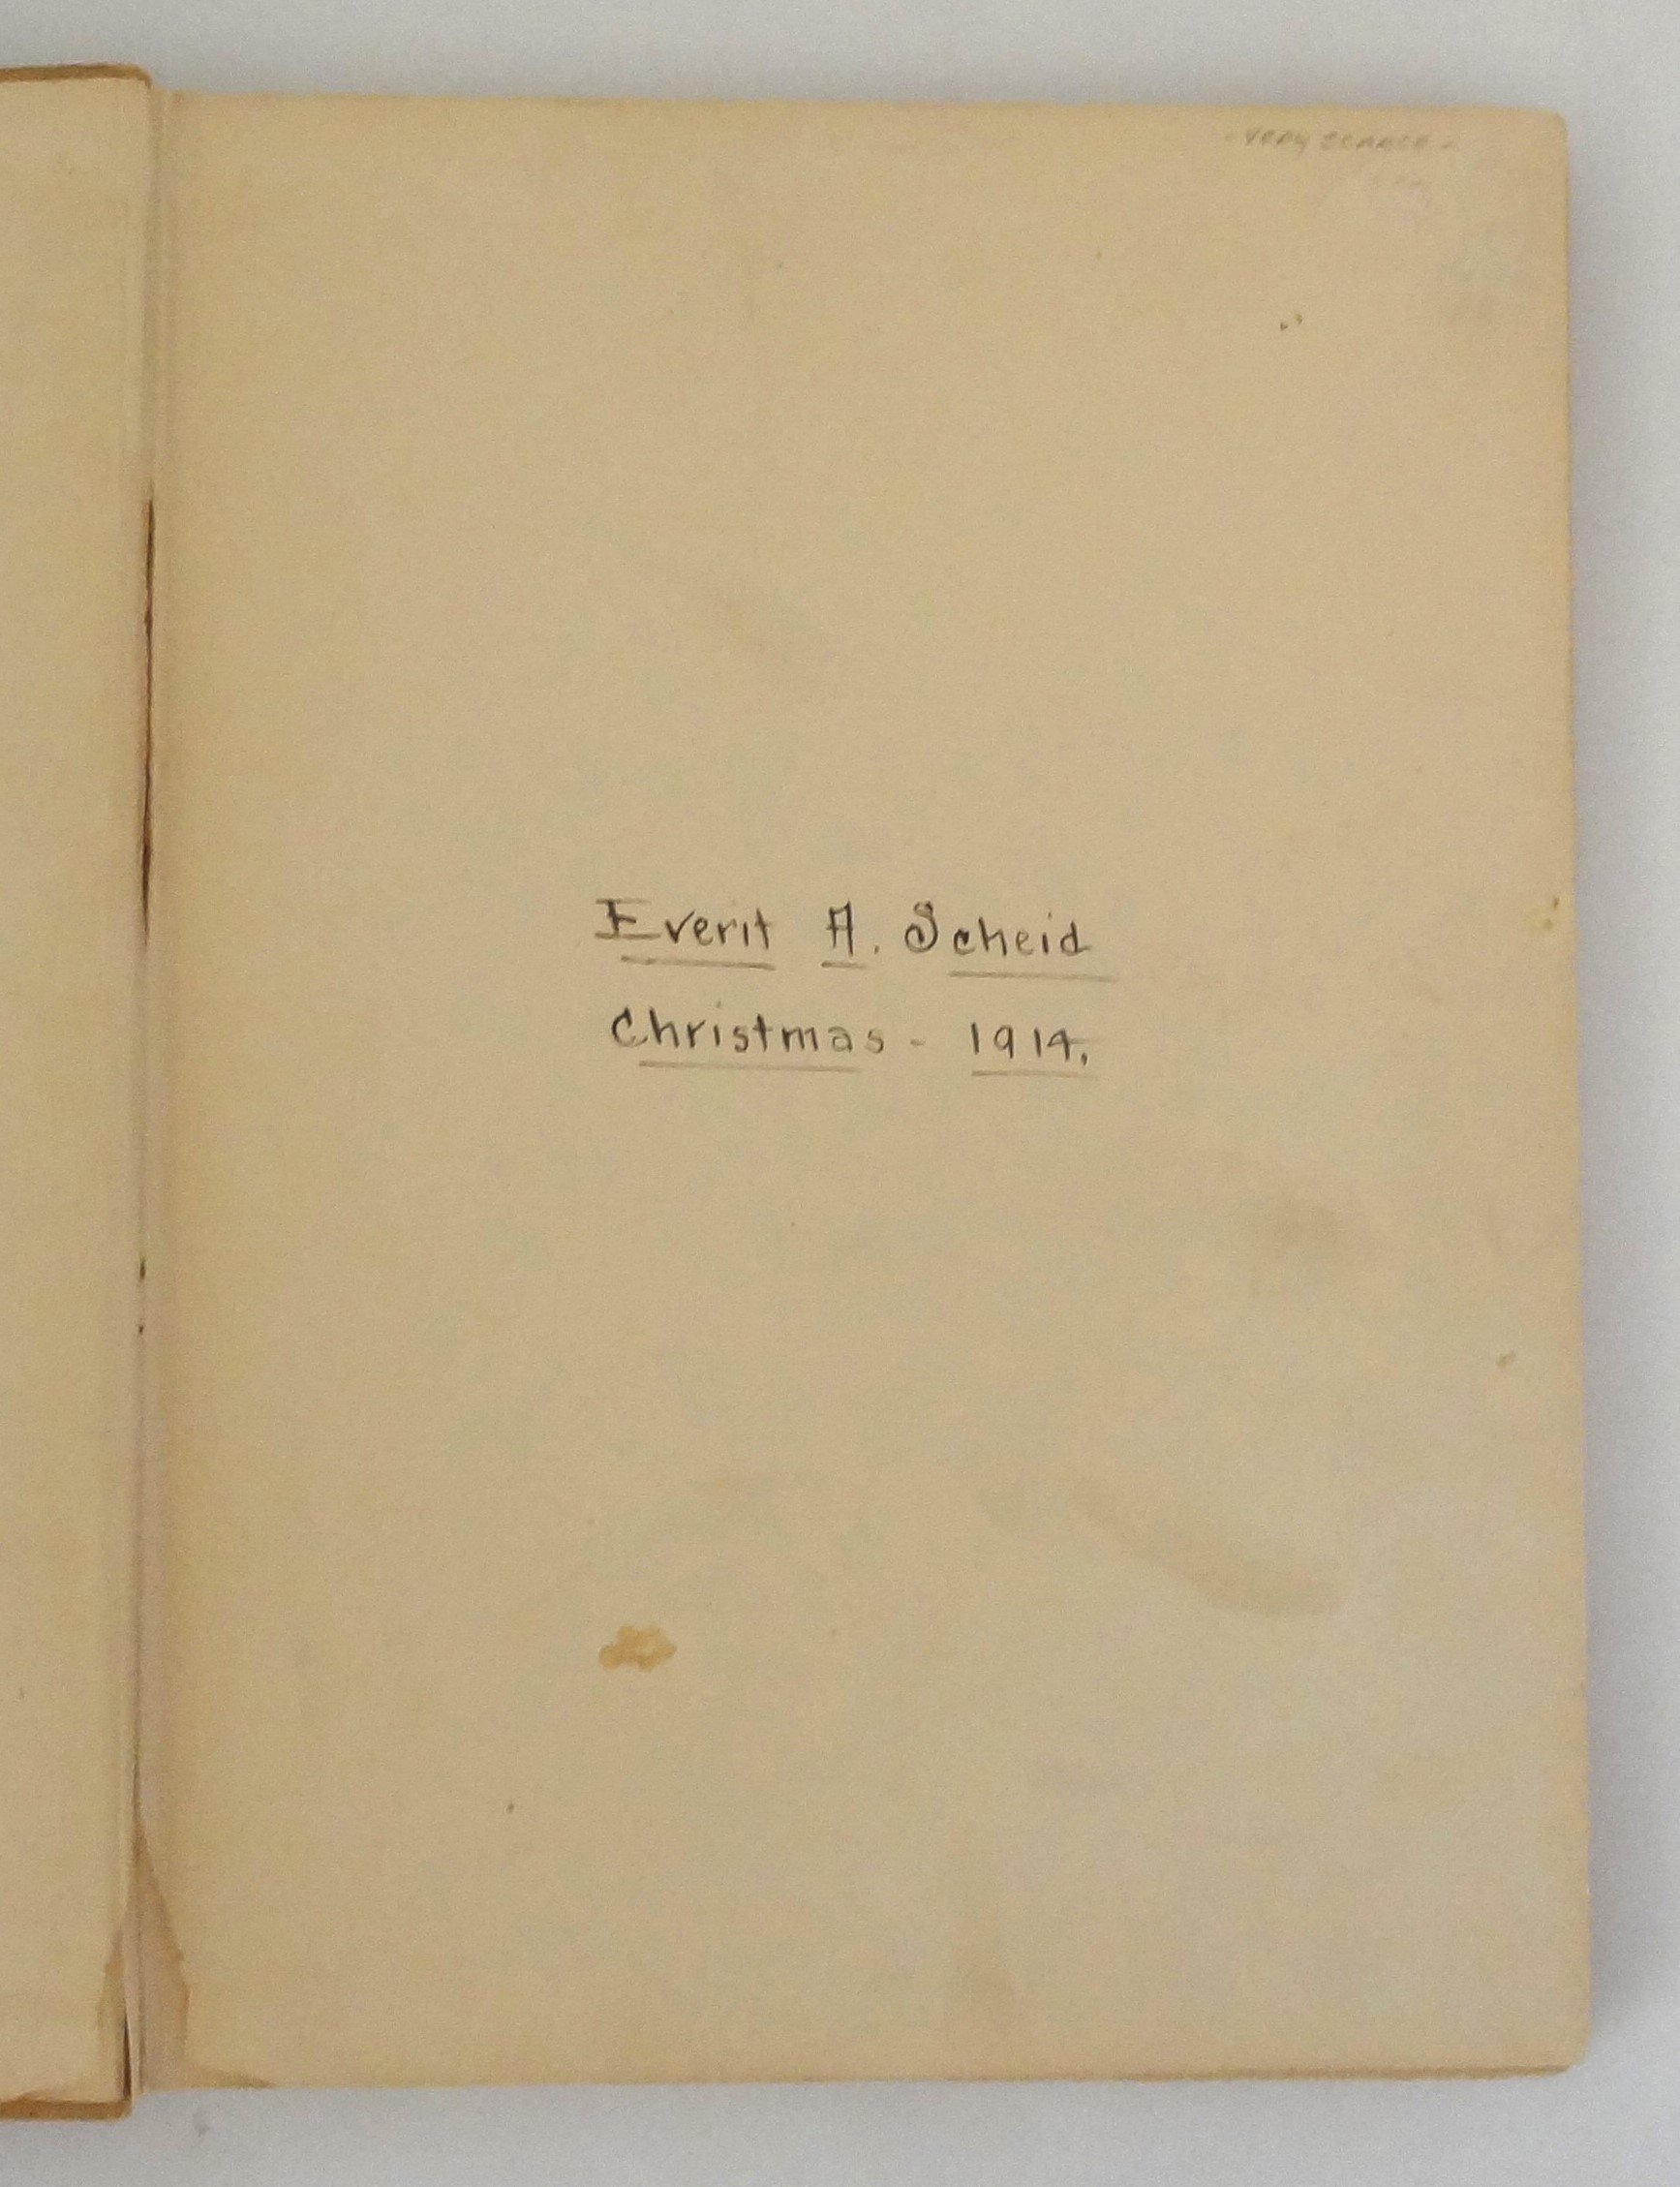 - very scarce -
Everit A. Scheid
Christmas - 1914.